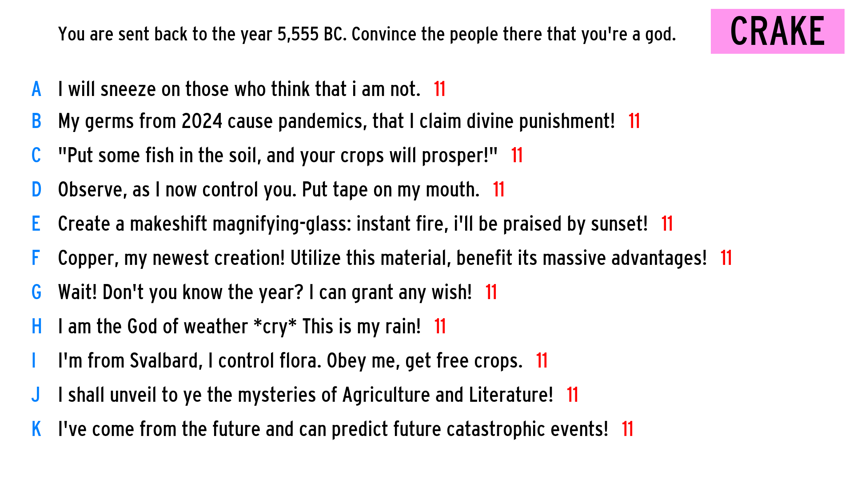 You are sent back to the year 5,555 BC. Convince the people there that you're a god.
CRAKE
A I will sneeze on those who think that i am not. 11
B My germs from 2024 cause pandemics, that I claim divine punishment! 11
C "Put some fish in the soil, and your crops will prosper!" 11
D Observe, as I now control you. Put tape on my mouth. 11
E Create a makeshift magnifying-glass: instant fire, i'll be praised by sunset! 11
F Copper, my newest creation! Utilize this material, benefit its massive advantages! 11
G Wait! Don't you know the year? I can grant any wish! 11
H I am the God of weather *cry* This is my rain! 11
I I'm from Svalbard, I control flora. Obey me, get free crops. 11
J I shall unveil to ye the mysteries of Agriculture and Literature! 11
K I've come from the future and can predict future catastrophic events! 11